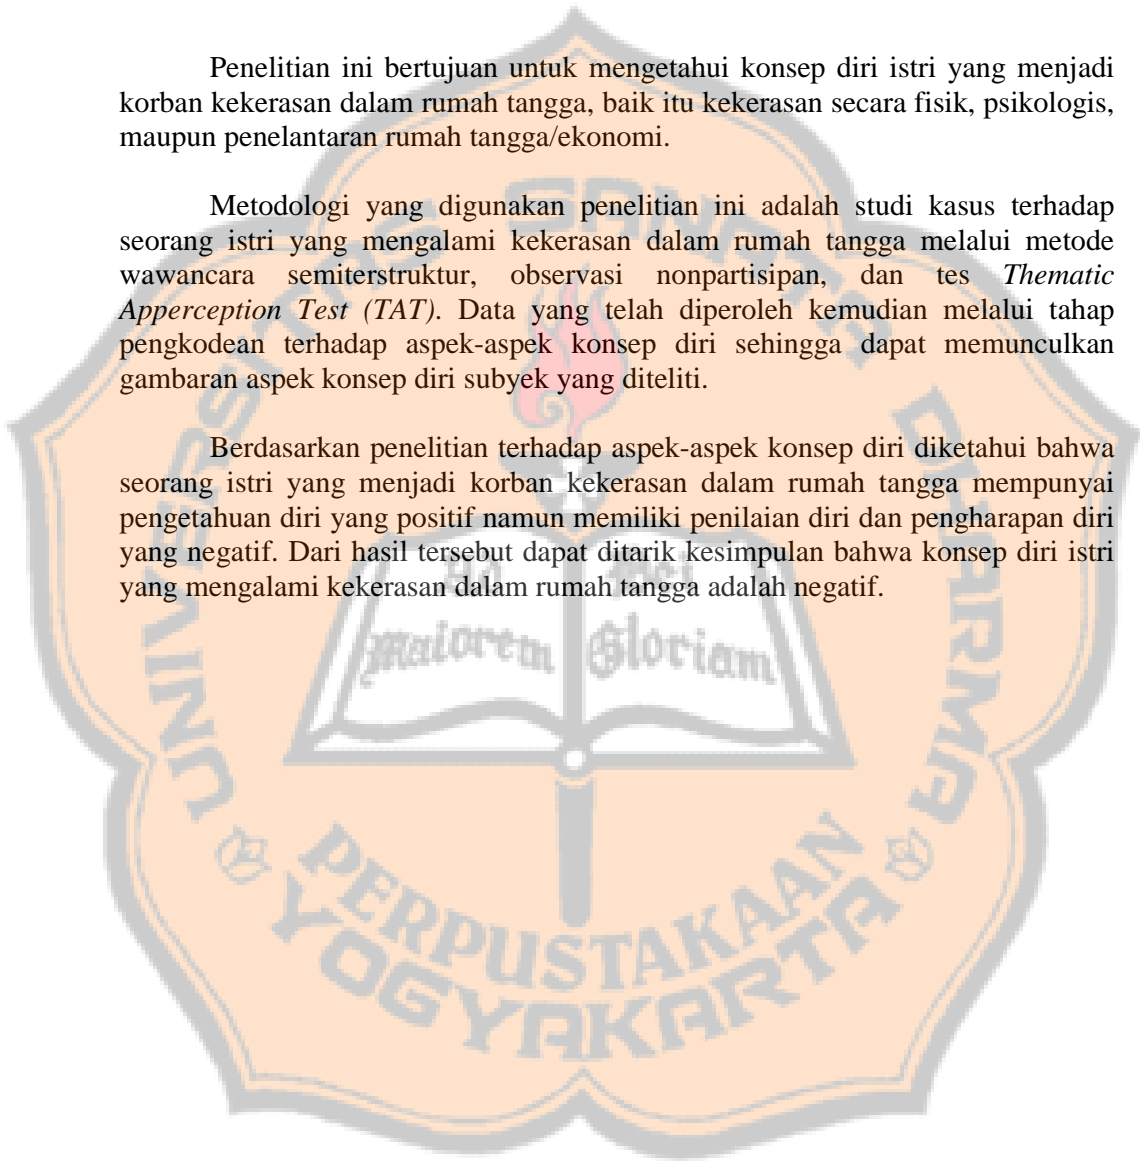 Penelitian ini bertujuan untuk mengetahui konsep diri istri yang menjadi
korban kekerasan dalam rumah tangga, baik itu kekerasan secara fisik, psikologis,
maupun penelantaran rumah tangga/ekonomi.
Metodologi yang digunakan penelitian ini adalah studi kasus terhadap
seorang istri yang mengalami kekerasan dalam rumah tangga melalui metode
wawancara semiterstruktur, observasi nonpartisipan, dan tes Thematic
Apperception Test (TAT). Data yang telah diperoleh kemudian melalui tahap
pengkodean terhadap aspek-aspek konsep diri sehingga dapat memunculkan
gambaran aspek konsep diri subyek yang diteliti.
Berdasarkan penelitian terhadap aspek-aspek konsep diri diketahui bahwa
seorang istri yang menjadi korban kekerasan dalam rumah tangga mempunyai
pengetahuan diri yang positif namun memiliki penilaian diri dan pengharapan diri
yang negatif. Dari hasil tersebut dapat ditarik kesimpulan bahwa konsep diri istri
yang mengalami kekerasan dalam rumah tangga adalah negatif.
UNIVERSITAS SANATA DHARMA
maiorem Gloriam
PERPUSTAKAAN
YOGYAKARTA